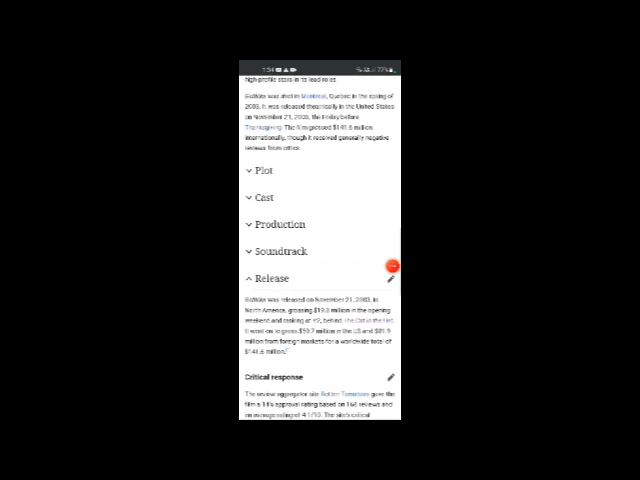 1:54 77%
high-profile stars in its lead roles
Gothika was shot in Montreal, Quebec in the spring of
2003. It was released theatrically in the United States
on November 21, 2003, the Friday before
Thanksgiving. The film grossed $141.6 million
internationally, though it received generally negative
reviews from critics.
Plot
Cast
Production
Soundtrack
Release
Gothika was released on November 21, 2003, in
North America, grossing $19.3 million in the opening
weekend and ranking at #2, behind The Cat in the Hat.
It went on to gross $59.7 million in the US and $81.9
million from foreign markets for a worldwide total of
$141.6 million.
Critical response
The review aggregator site Rotten Tomatoes gave the
film a 14% approval rating based on 168 reviews and
an average rating of 4.1/10. The site's critical